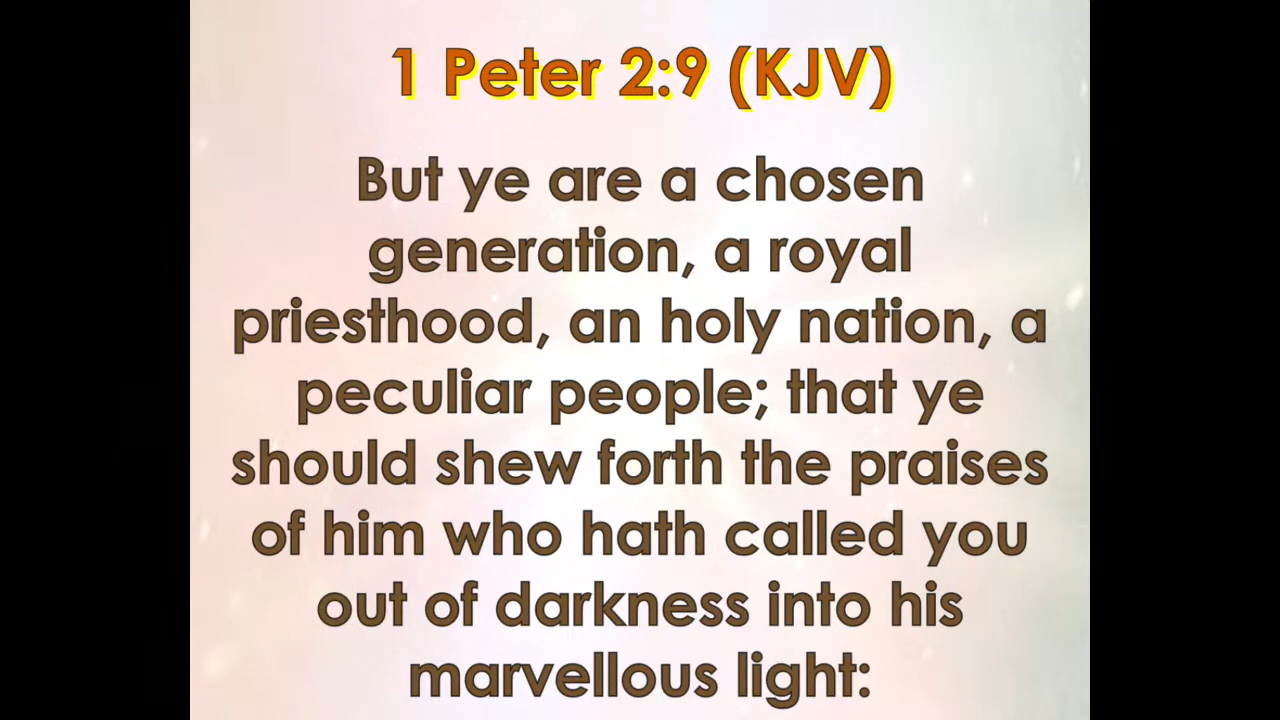 1 Peter 2:9 (KJV)
But ye are a chosen
generation, a royal
priesthood, an holy nation, a
peculiar people; that ye
should shew forth the praises
of him who hath called you
out of darkness into his
marvellous light: